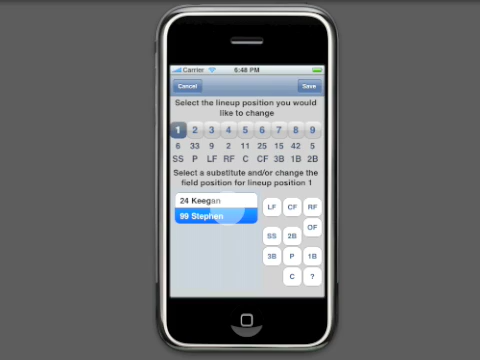 Carrier 6:48 PM
Cancel Save
Select the lineup position you would
like to change
1 2 3 4 5 6 7 8 9
6 33 9 2 11 25 15 42 5
SS P LF RF C CF 3B 1B 2B
Select a substitute and/or change the
field position for lineup position 1
24 Keegan
99 Stephen
LF CF RF
OF
SS 2B
3B P 1B
C ?